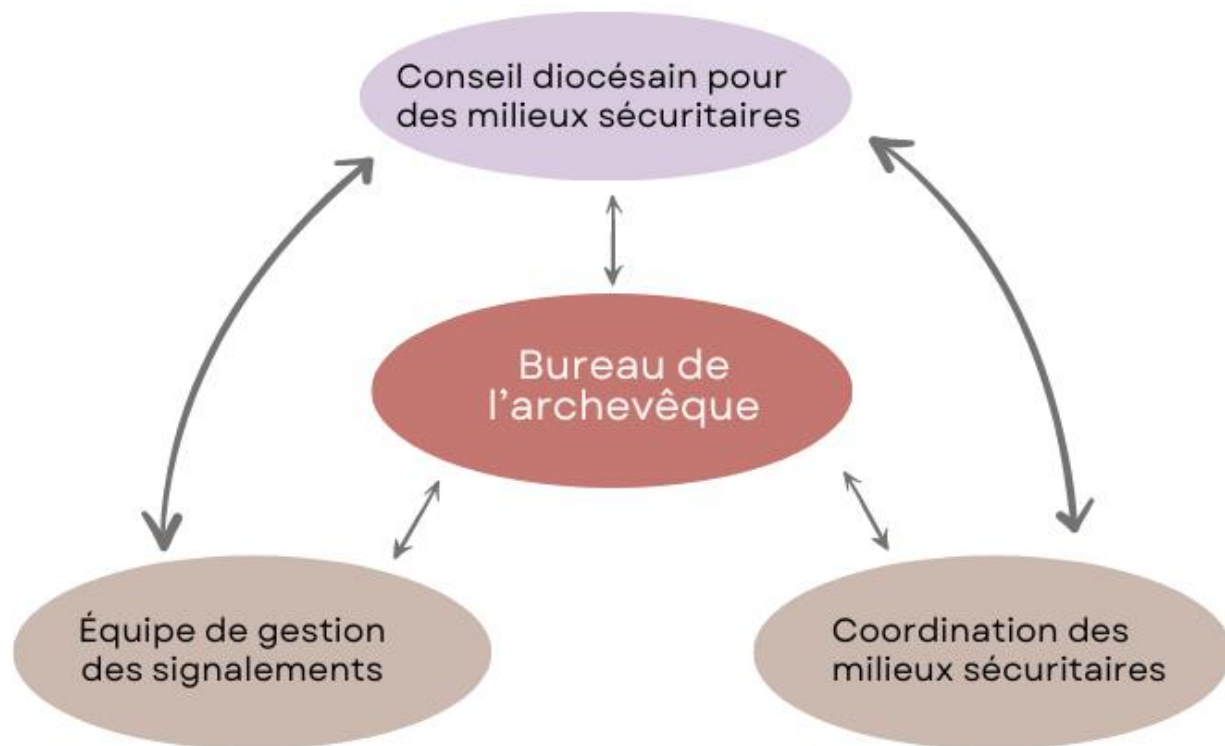 Conseil diocésain pour
des milieux sécuritaires
Bureau de
l'archevêque
Équipe de gestion
des signalements
Coordination des
milieux sécuritaires